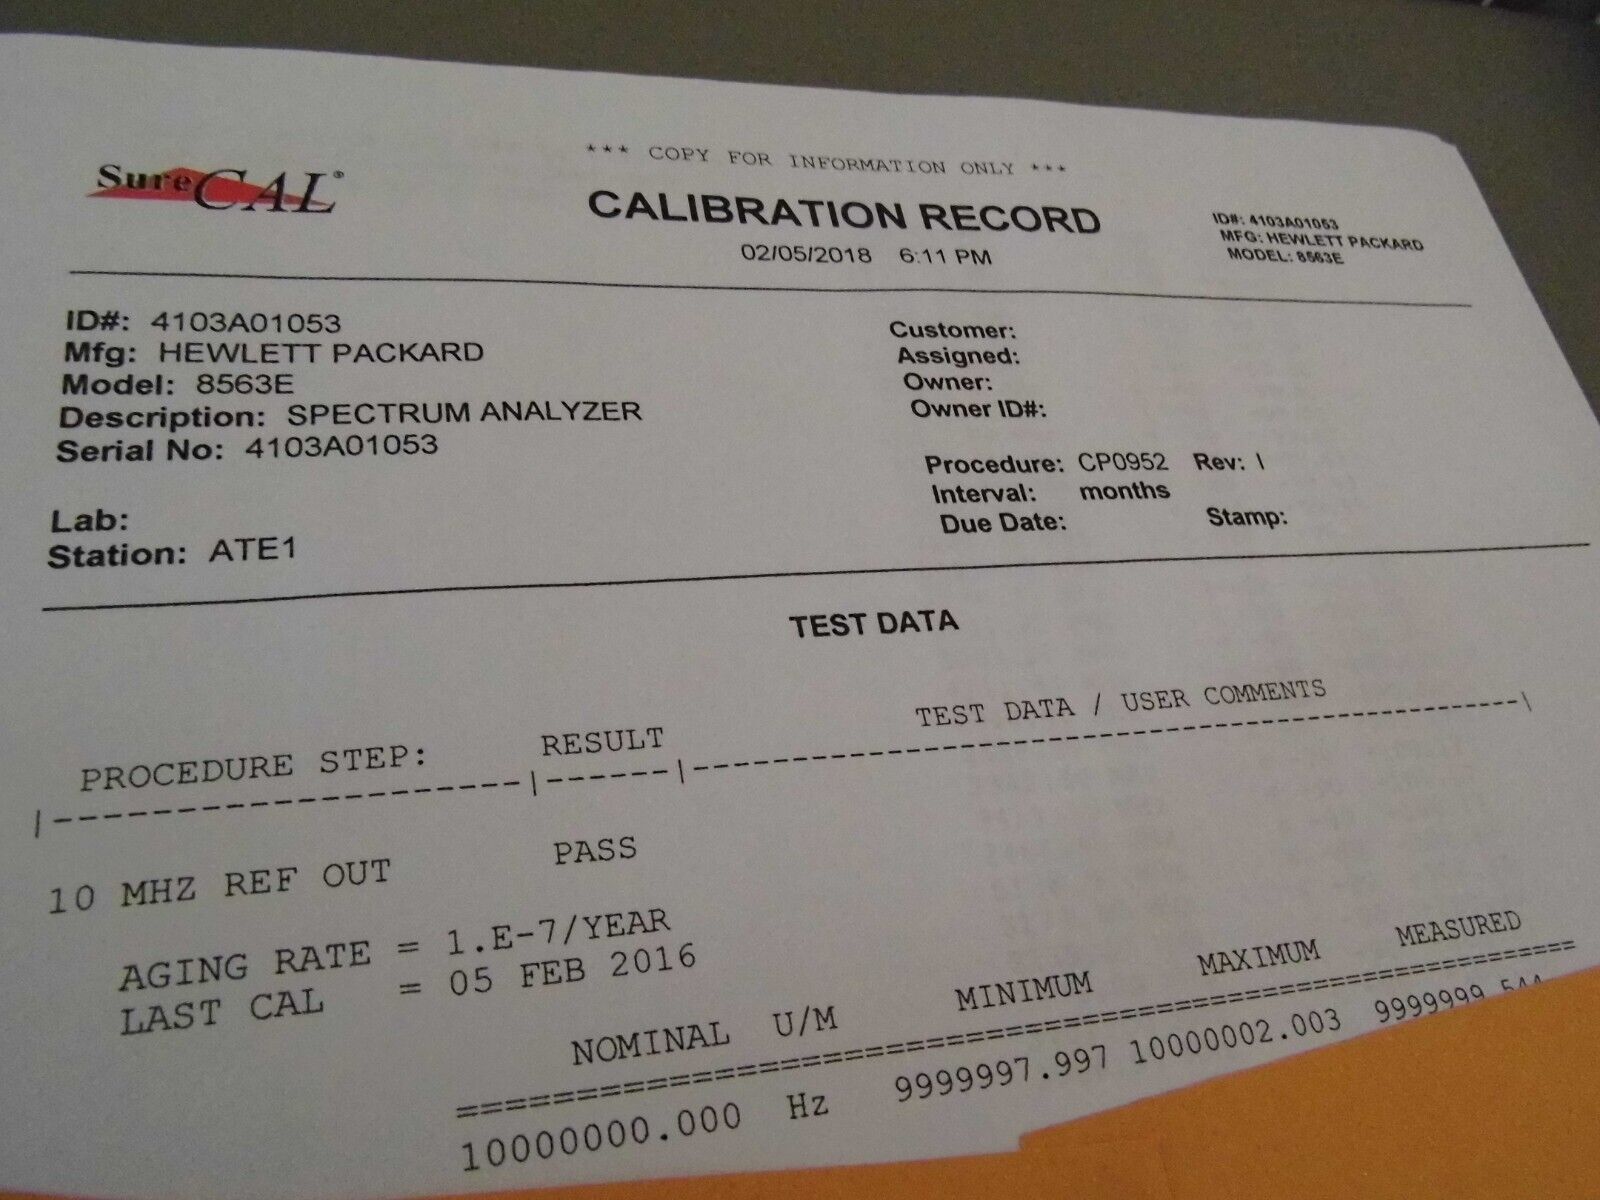 *** COPY FOR INFORMATION ONLY ***
SureCAL®
CALIBRATION RECORD
02/05/2018 6:11 PM
ID#: 4103A01053
MFG: HEWLETT PACKARD
MODEL: 8563E
ID#: 4103A01053
Mfg: HEWLETT PACKARD
Model: 8563E
Description: SPECTRUM ANALYZER
Serial No: 4103A01053
Lab:
Station: ATE1
Customer:
Assigned:
Owner:
Owner ID#:
Procedure: CP0952 Rev: I
Interval: months
Due Date: Stamp:
TEST DATA
PROCEDURE STEP: RESULT TEST DATA / USER COMMENTS
|--------------------|------|----------------------------------\
10 MHZ REF OUT PASS
AGING RATE = 1.E-7/YEAR
LAST CAL = 05 FEB 2016
NOMINAL U/M MINIMUM MAXIMUM MEASURED
==================================================
10000000.000 Hz 9999997.997 10000002.003 9999999.544